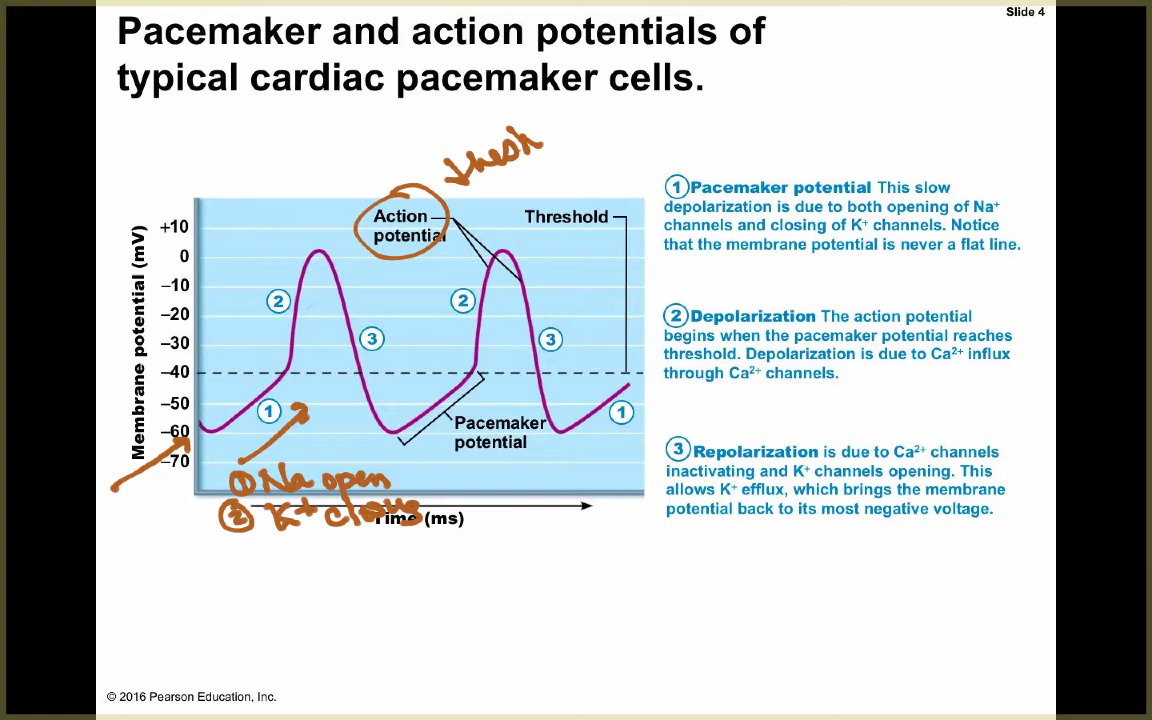 Slide 4
Pacemaker and action potentials of
typical cardiac pacemaker cells.
thesh
Action
potential
Threshold
Membrane potential (mV)
+10
0
–10
–20
–30
–40
–50
–60
–70
2
3
2
3
1
1
Pacemaker
potential
① Na open
② K+
Time (ms)
1 Pacemaker potential This slow
depolarization is due to both opening of Na+
channels and closing of K+ channels. Notice
that the membrane potential is never a flat line.
2 Depolarization The action potential
begins when the pacemaker potential reaches
threshold. Depolarization is due to Ca2+ influx
through Ca2+ channels.
3 Repolarization is due to Ca2+ channels
inactivating and K+ channels opening. This
allows K+ efflux, which brings the membrane
potential back to its most negative voltage.
© 2016 Pearson Education, Inc.